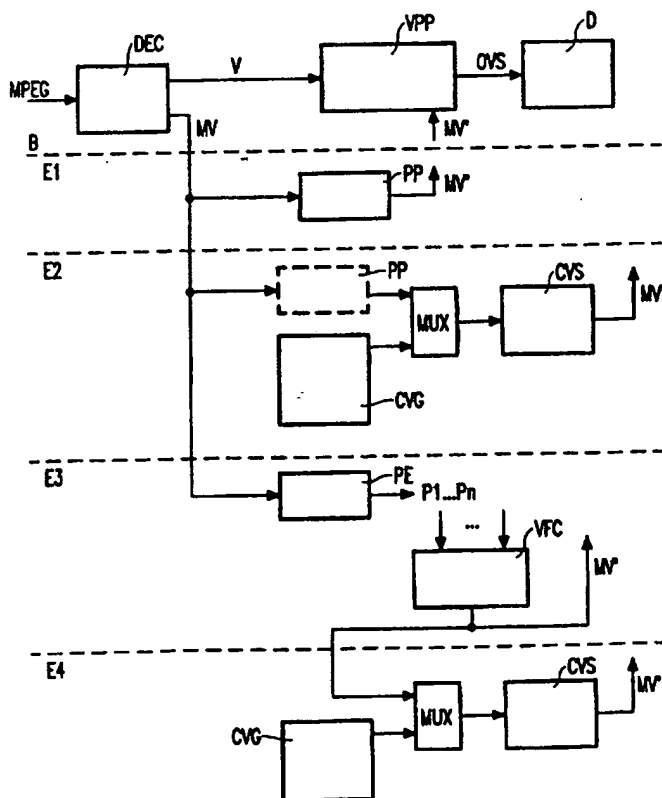 DEC
VPP
D
MPEG
V
OVS
MV
MV"
B
E1
PP
MV"
E2
PP
CVS
MUX
MV"
CVG
E3
PE
P1...Pn
...
VFC
MV"
E4
CVS
MUX
MV"
CVG